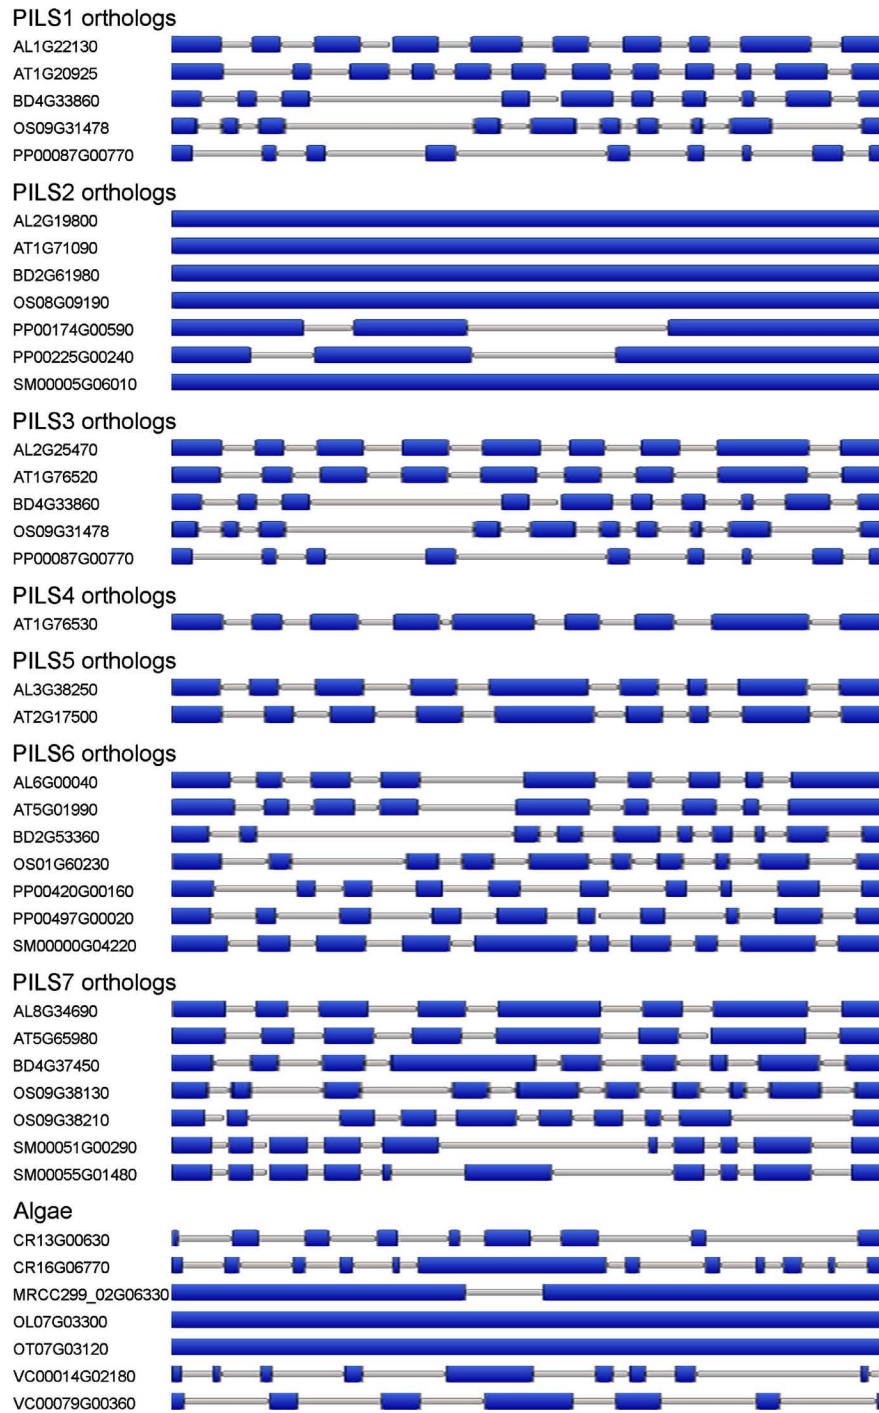 PILS1 orthologs
AL1G22130
AT1G20925
BD4G33860
OS09G31478
PP00087G00770
PILS2 orthologs
AL2G19800
AT1G71090
BD2G61980
OS08G09190
PP00174G00590
PP00225G00240
SM00005G06010
PILS3 orthologs
AL2G25470
AT1G76520
BD4G33860
OS09G31478
PP00087G00770
PILS4 orthologs
AT1G76530
PILS5 orthologs
AL3G38250
AT2G17500
PILS6 orthologs
AL6G00040
AT5G01990
BD2G53360
OS01G60230
PP00420G00160
PP00497G00020
SM00000G04220
PILS7 orthologs
AL8G34690
AT5G65980
BD4G37450
OS09G38130
OS09G38210
SM00051G00290
SM00055G01480
Algae
CR13G00630
CR16G06770
MRCC299_02G06330
OL07G03300
OT07G03120
VC00014G02180
VC00079G00360